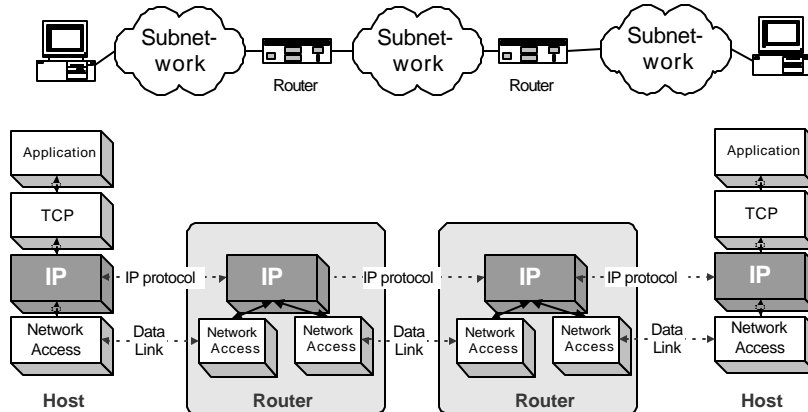 Subnet-
work
Subnet-
work
Subnet-
work
Router
Router
Application
Application
TCP
TCP
IP
IP protocol
IP
IP protocol
IP
IP protocol
IP
Network
Access
Data
Link
Network
Access
Network
Access
Data
Link
Network
Access
Network
Access
Data
Link
Network
Access
Host
Router
Router
Host